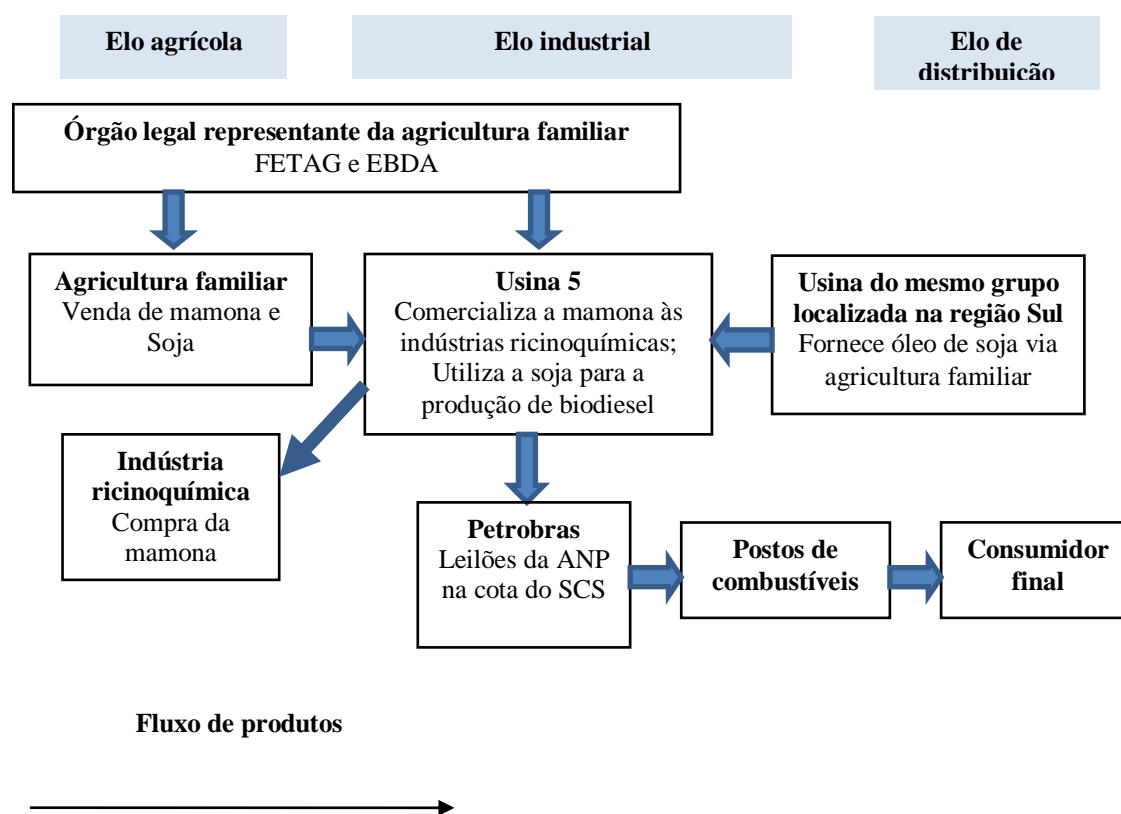 Elo agrícola
Elo industrial
Elo de
distribuição
Órgão legal representante da agricultura familiar
FETAG e EBDA
Agricultura familiar
Venda de mamona e
Soja
Usina 5
Comercializa a mamona às
indústrias ricinoquímicas;
Utiliza a soja para a
produção de biodiesel
Usina do mesmo grupo
localizada na região Sul
Fornece óleo de soja via
agricultura familiar
Indústria
ricinoquímica
Compra da
mamona
Petrobras
Leilões da ANP
na cota do SCS
Postos de
combustíveis
Consumidor
final
Fluxo de produtos